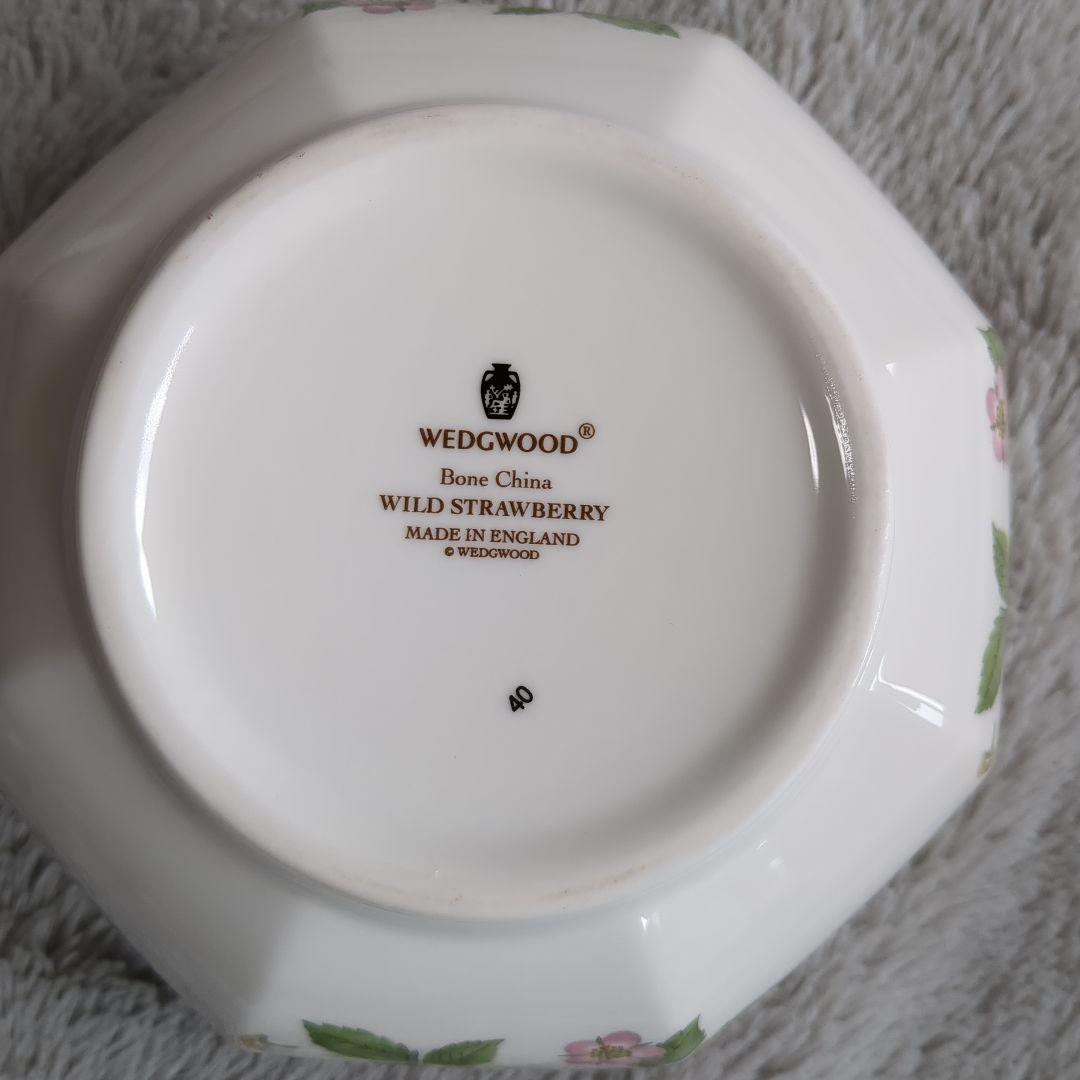 WEDGWOOD®
Bone China
WILD STRAWBERRY
MADE IN ENGLAND
© WEDGWOOD
40